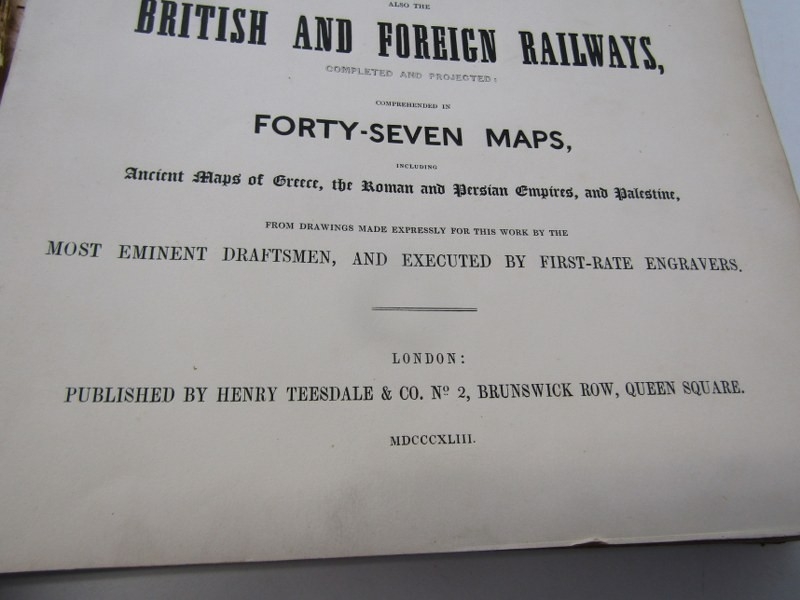 ALSO THE
BRITISH AND FOREIGN RAILWAYS,
COMPLETED AND PROJECTED:
COMPREHENDED IN
FORTY-SEVEN MAPS,
INCLUDING
Ancient Maps of Greece, the Roman and Persian Empires, and Palestine,
FROM DRAWINGS MADE EXPRESSLY FOR THIS WORK BY THE
MOST EMINENT DRAFTSMEN, AND EXECUTED BY FIRST-RATE ENGRAVERS.
LONDON:
PUBLISHED BY HENRY TEESDALE & CO. Nº 2, BRUNSWICK ROW, QUEEN SQUARE.
MDCCCXLIII.